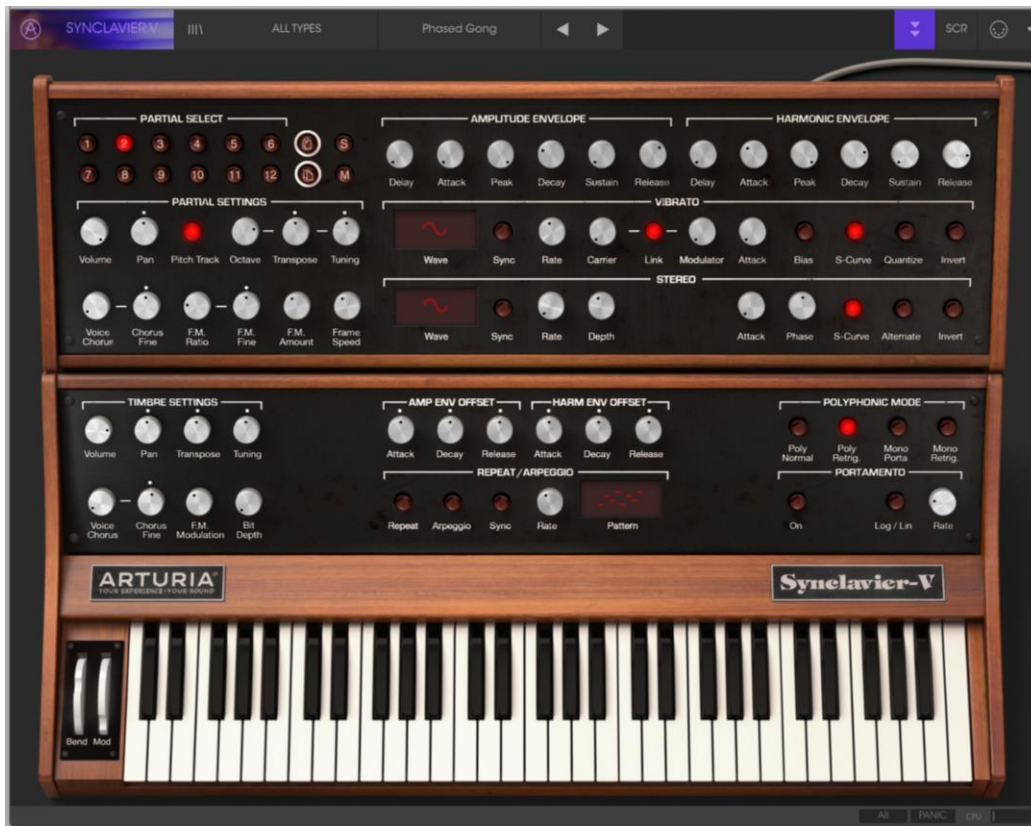 SYNCLAVIER V ALL TYPES Phased Gong SCR
PARTIAL SELECT AMPLITUDE ENVELOPE HARMONIC ENVELOPE
1 2 3 4 5 6 S
7 8 9 10 11 12 M
Delay Attack Peak Decay Sustain Release Delay Attack Peak Decay Sustain Release
PARTIAL SETTINGS VIBRATO
Volume Pan Pitch Track Octave Transpose Tuning Wave Sync Rate Carrier Link Modulator Attack Bias S-Curve Quantize Invert
STEREO
Voice Chorus F.M. F.M. F.M. Frame Wave Sync Rate Depth Attack Phase S-Curve Alternate Invert
Chorus Fine Ratio Fine Amount Speed
TIMBRE SETTINGS AMP ENV OFFSET HARM ENV OFFSET POLYPHONIC MODE
Volume Pan Transpose Tuning Attack Decay Release Attack Decay Release Poly Poly Mono Mono
Normal Retrig. Porta Retrig.
REPEAT/ARPEGGIO PORTAMENTO
Voice Chorus F.M. Bit Repeat Arpeggio Sync Rate Pattern On Log / Lin Rate
Chorus Fine Modulation Depth
ARTURIA Synclavier-V
YOUR EXPERIENCE • YOUR SOUND
Bend Mod
All PANIC CPU